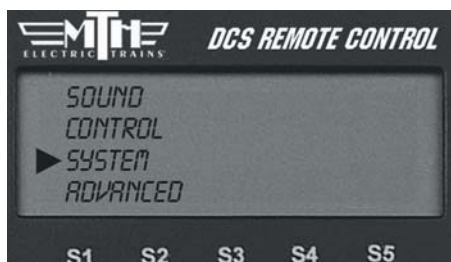 MTH DCS REMOTE CONTROL
ELECTRIC TRAINS
SOUND
CONTROL
SYSTEM
ADVANCED
S1 S2 S3 S4 S5